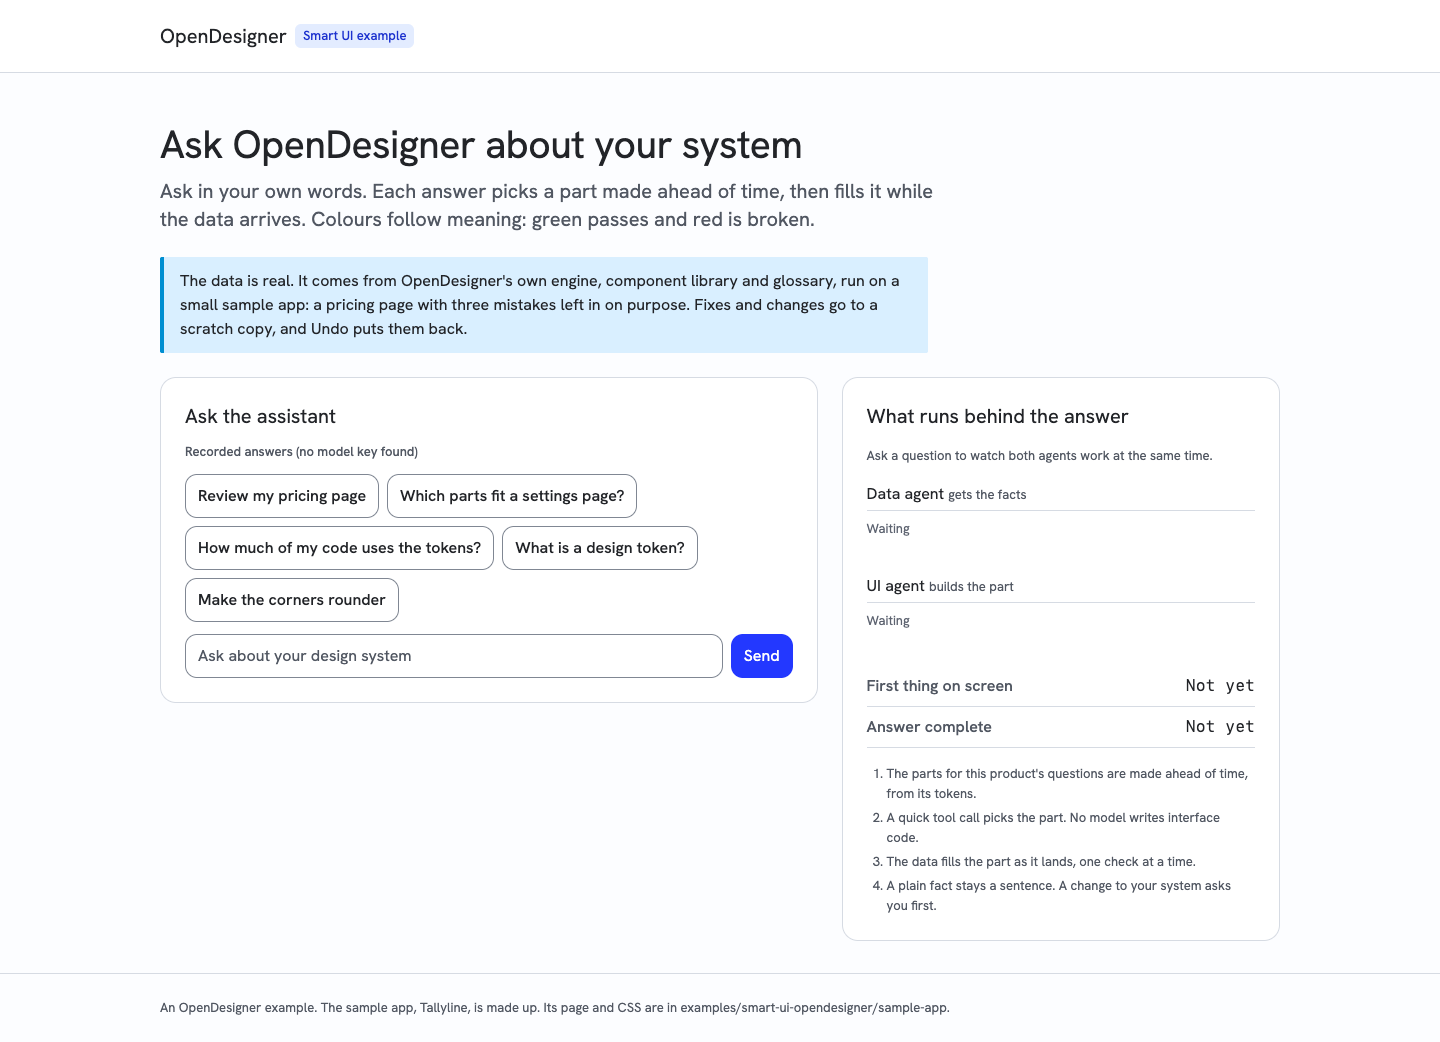 OpenDesigner
Smart UI example
Ask OpenDesigner about your system
Ask in your own words. Each answer picks a part made ahead of time, then fills it while
the data arrives. Colours follow meaning: green passes and red is broken.
The data is real. It comes from OpenDesigner's own engine, component library and glossary, run on a
small sample app: a pricing page with three mistakes left in on purpose. Fixes and changes go to a
scratch copy, and Undo puts them back.
Ask the assistant
Recorded answers (no model key found)
Review my pricing page
Which parts fit a settings page?
How much of my code uses the tokens?
What is a design token?
Make the corners rounder
Ask about your design system
Send
What runs behind the answer
Ask a question to watch both agents work at the same time.
Data agent gets the facts
Waiting
UI agent builds the part
Waiting
First thing on screen
Not yet
Answer complete
Not yet
1. The parts for this product's questions are made ahead of time,
from its tokens.
2. A quick tool call picks the part. No model writes interface
code.
3. The data fills the part as it lands, one check at a time.
4. A plain fact stays a sentence. A change to your system asks
you first.
An OpenDesigner example. The sample app, Tallyline, is made up. Its page and CSS are in examples/smart-ui-opendesigner/sample-app.